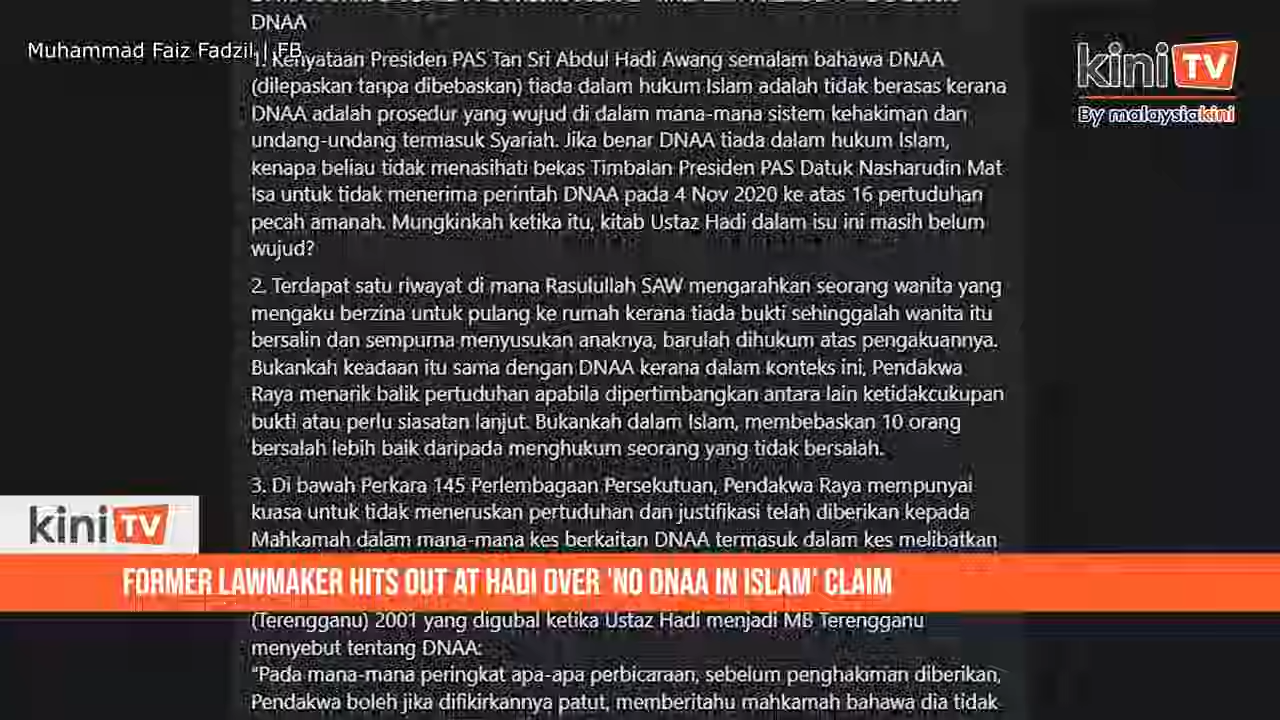 DNAA
Muhammad Faiz Fadzil | FB
1. Kenyataan Presiden PAS Tan Sri Abdul Hadi Awang semalam bahawa DNAA
(dilepaskan tanpa dibebaskan) tiada dalam hukum Islam adalah tidak berasas kerana
DNAA adalah prosedur yang wujud di dalam mana-mana sistem kehakiman dan
undang-undang termasuk Syariah. Jika benar DNAA tiada dalam hukum Islam,
kenapa beliau tidak menasihati bekas Timbalan Presiden PAS Datuk Nasharudin Mat
Isa untuk tidak menerima perintah DNAA pada 4 Nov 2020 ke atas 16 pertuduhan
pecah amanah. Mungkinkah ketika itu, kitab Ustaz Hadi dalam isu ini masih belum
wujud?
2. Terdapat satu riwayat di mana Rasulullah SAW mengarahkan seorang wanita yang
mengaku berzina untuk pulang ke rumah kerana tiada bukti sehinggalah wanita itu
bersalin dan sempurna menyusukan anaknya, barulah dihukum atas pengakuannya.
Bukankah keadaan itu sama dengan DNAA kerana dalam konteks ini, Pendakwa
Raya menarik balik pertuduhan apabila dipertimbangkan antara lain ketidakcukupan
bukti atau perlu siasatan lanjut. Bukankah dalam Islam, membebaskan 10 orang
bersalah lebih baik daripada menghukum seorang yang tidak bersalah.
3. Di bawah Perkara 145 Perlembagaan Persekutuan, Pendakwa Raya mempunyai
kuasa untuk tidak meneruskan pertuduhan dan justifikasi telah diberikan kepada
Mahkamah dalam mana-mana kes berkaitan DNAA termasuk dalam kes melibatkan
(Terengganu) 2001 yang digubal ketika Ustaz Hadi menjadi MB Terengganu
menyebut tentang DNAA:
"Pada mana-mana peringkat apa-apa perbicaraan, sebelum penghakiman diberikan,
Pendakwa boleh jika difikirkannya patut, memberitahu mahkamah bahawa dia tidak
kini TV
By malaysiakini
kini TV
FORMER LAWMAKER HITS OUT AT HADI OVER 'NO DNAA IN ISLAM' CLAIM